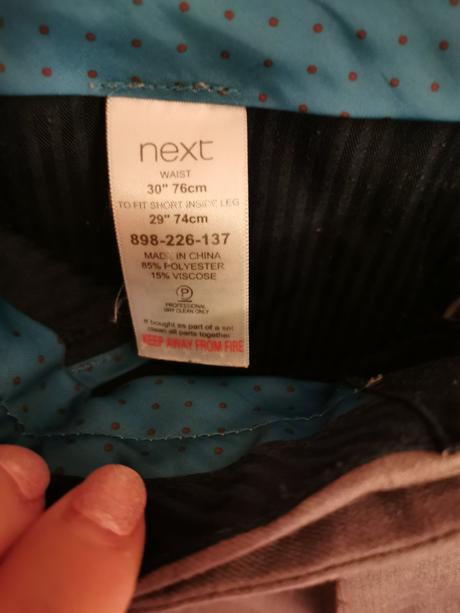 next
WAIST
30" 76cm
TO FIT SHORT INSIDE LEG
29" 74cm
898-226-137
MADE IN CHINA
85% POLYESTER
15% VISCOSE
P
PROFESSIONAL
DRY CLEAN ONLY
If bought as part of a set
clean all parts together
KEEP AWAY FROM FIRE